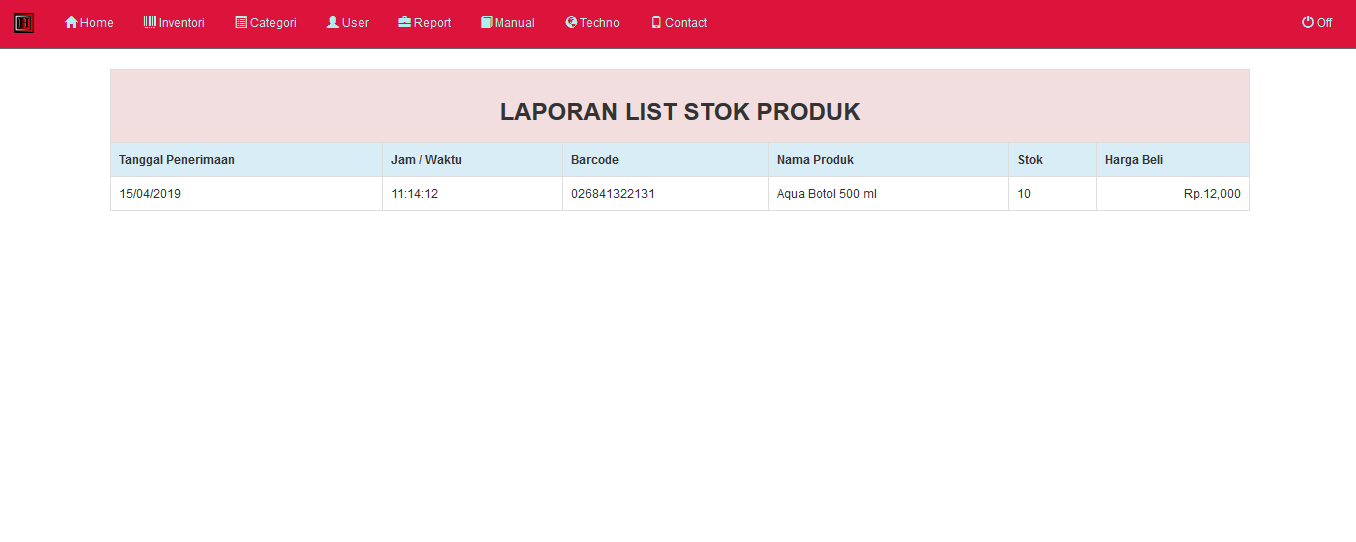 Home Inventori Categori User Report Manual Techno Contact Off
LAPORAN LIST STOK PRODUK
Tanggal Penerimaan Jam / Waktu Barcode Nama Produk Stok Harga Beli
15/04/2019 11:14:12 026841322131 Aqua Botol 500 ml 10 Rp.12,000